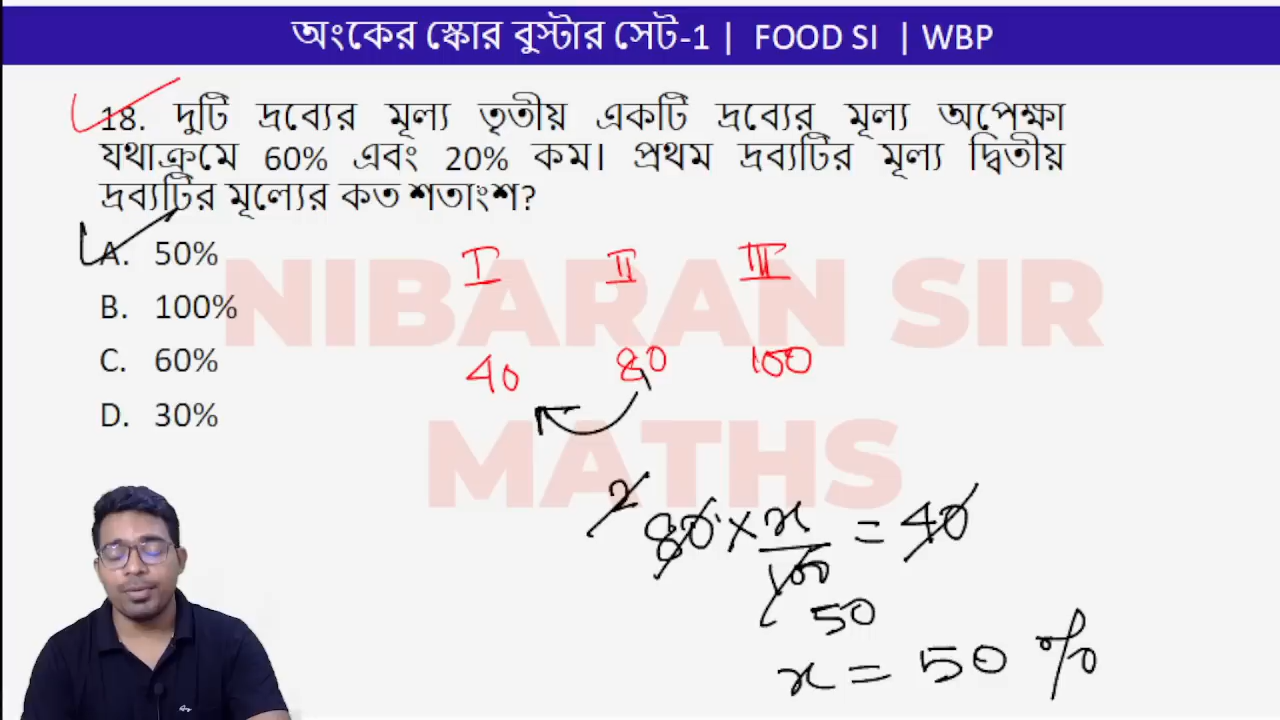 অংকের স্কোর বুস্টার সেট-1 | FOOD SI | WBP
18. দুটি দ্রব্যের মূল্য তৃতীয় একটি দ্রব্যের মূল্য অপেক্ষা
যথাক্রমে 60% এবং 20% কম। প্রথম দ্রব্যটির মূল্য দ্বিতীয়
দ্রব্যটির মূল্যের কত শতাংশ?
A. 50%
B. 100%
C. 60%
D. 30%
I II III
40 80 100
2
80 × x/100 = 40
50
x = 50 %
NIBARAN SIR
MATHS